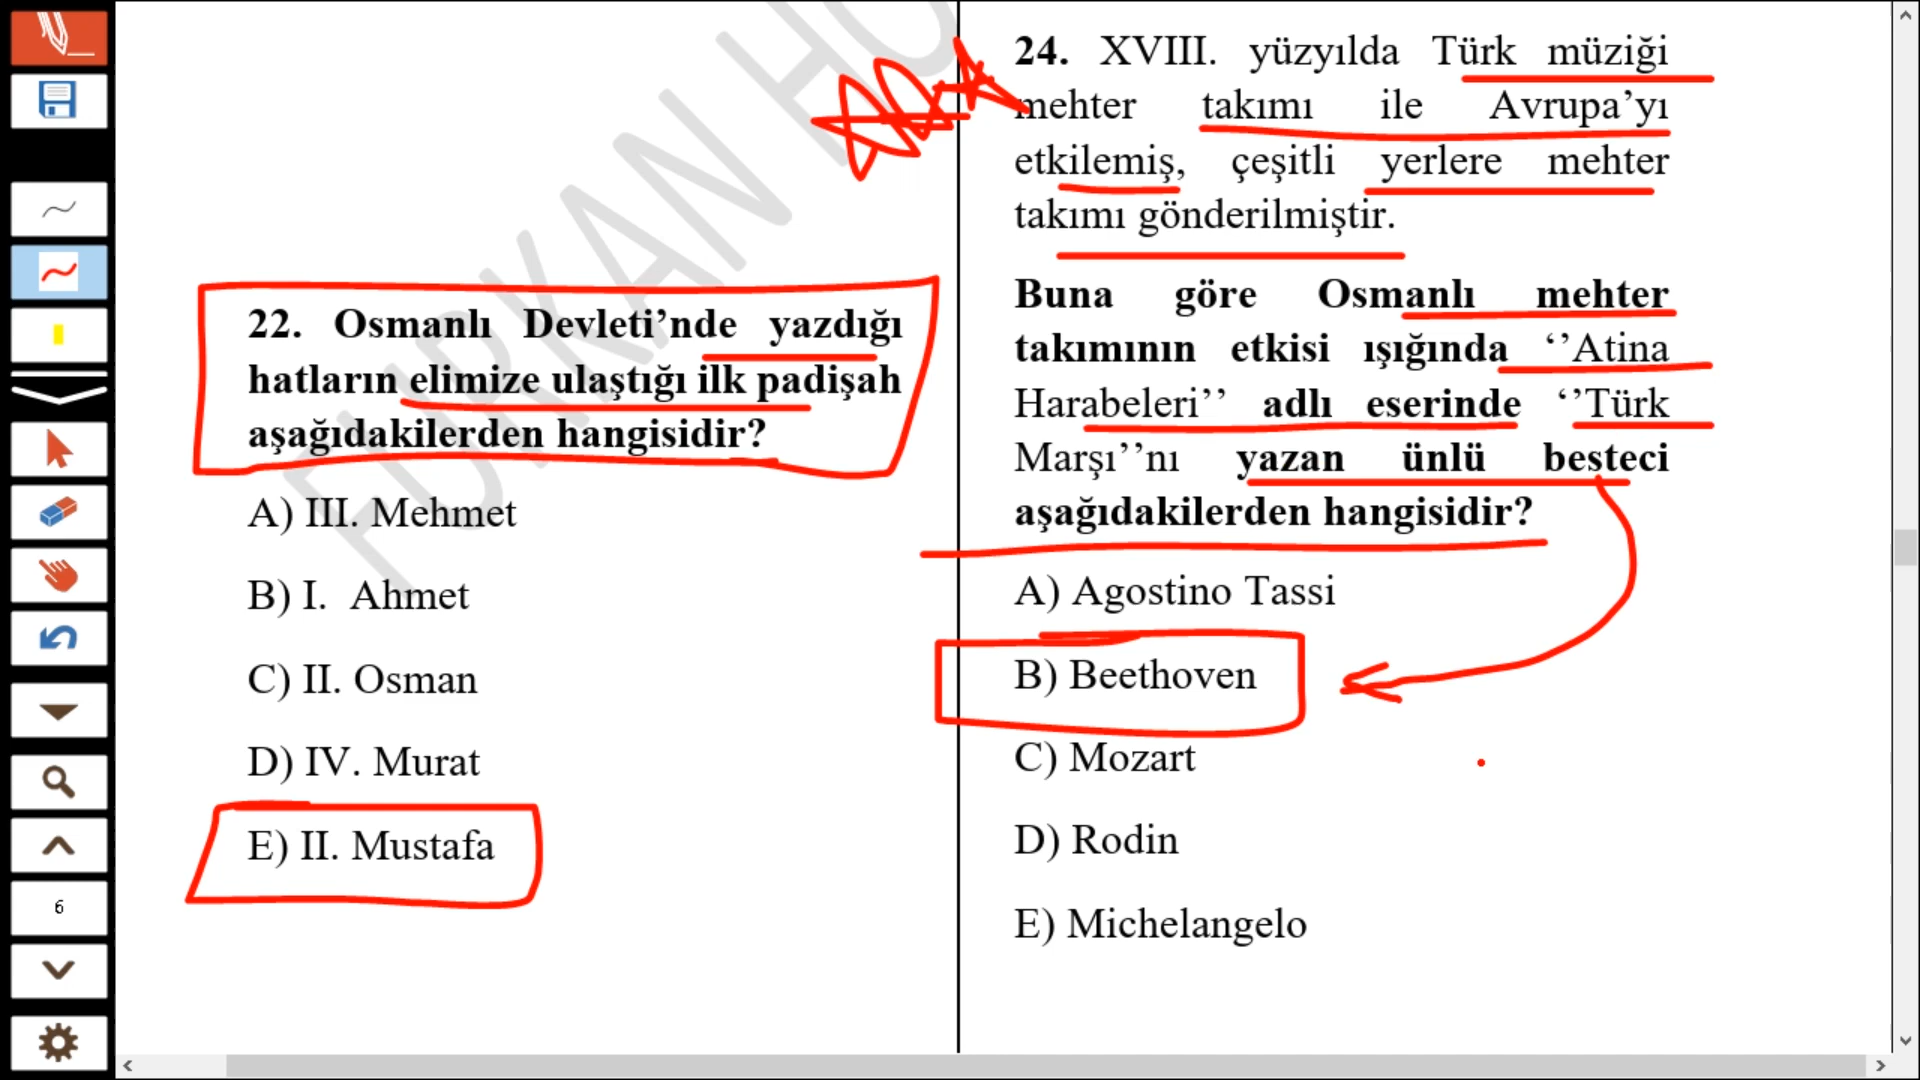 22. Osmanlı Devleti’nde yazdığı
hatların elimize ulaştığı ilk padişah
aşağıdakilerden hangisidir?
A) III. Mehmet
B) I. Ahmet
C) II. Osman
D) IV. Murat
E) II. Mustafa
24. XVIII. yüzyılda Türk müziği
mehter takımı ile Avrupa’yı
etkilemiş, çeşitli yerlere mehter
takımı gönderilmiştir.
Buna göre Osmanlı mehter
takımının etkisi ışığında ‘’Atina
Harabeleri’’ adlı eserinde ‘’Türk
Marşı’’nı yazan ünlü besteci
aşağıdakilerden hangisidir?
A) Agostino Tassi
B) Beethoven
C) Mozart
D) Rodin
E) Michelangelo
FURKAN HO
6